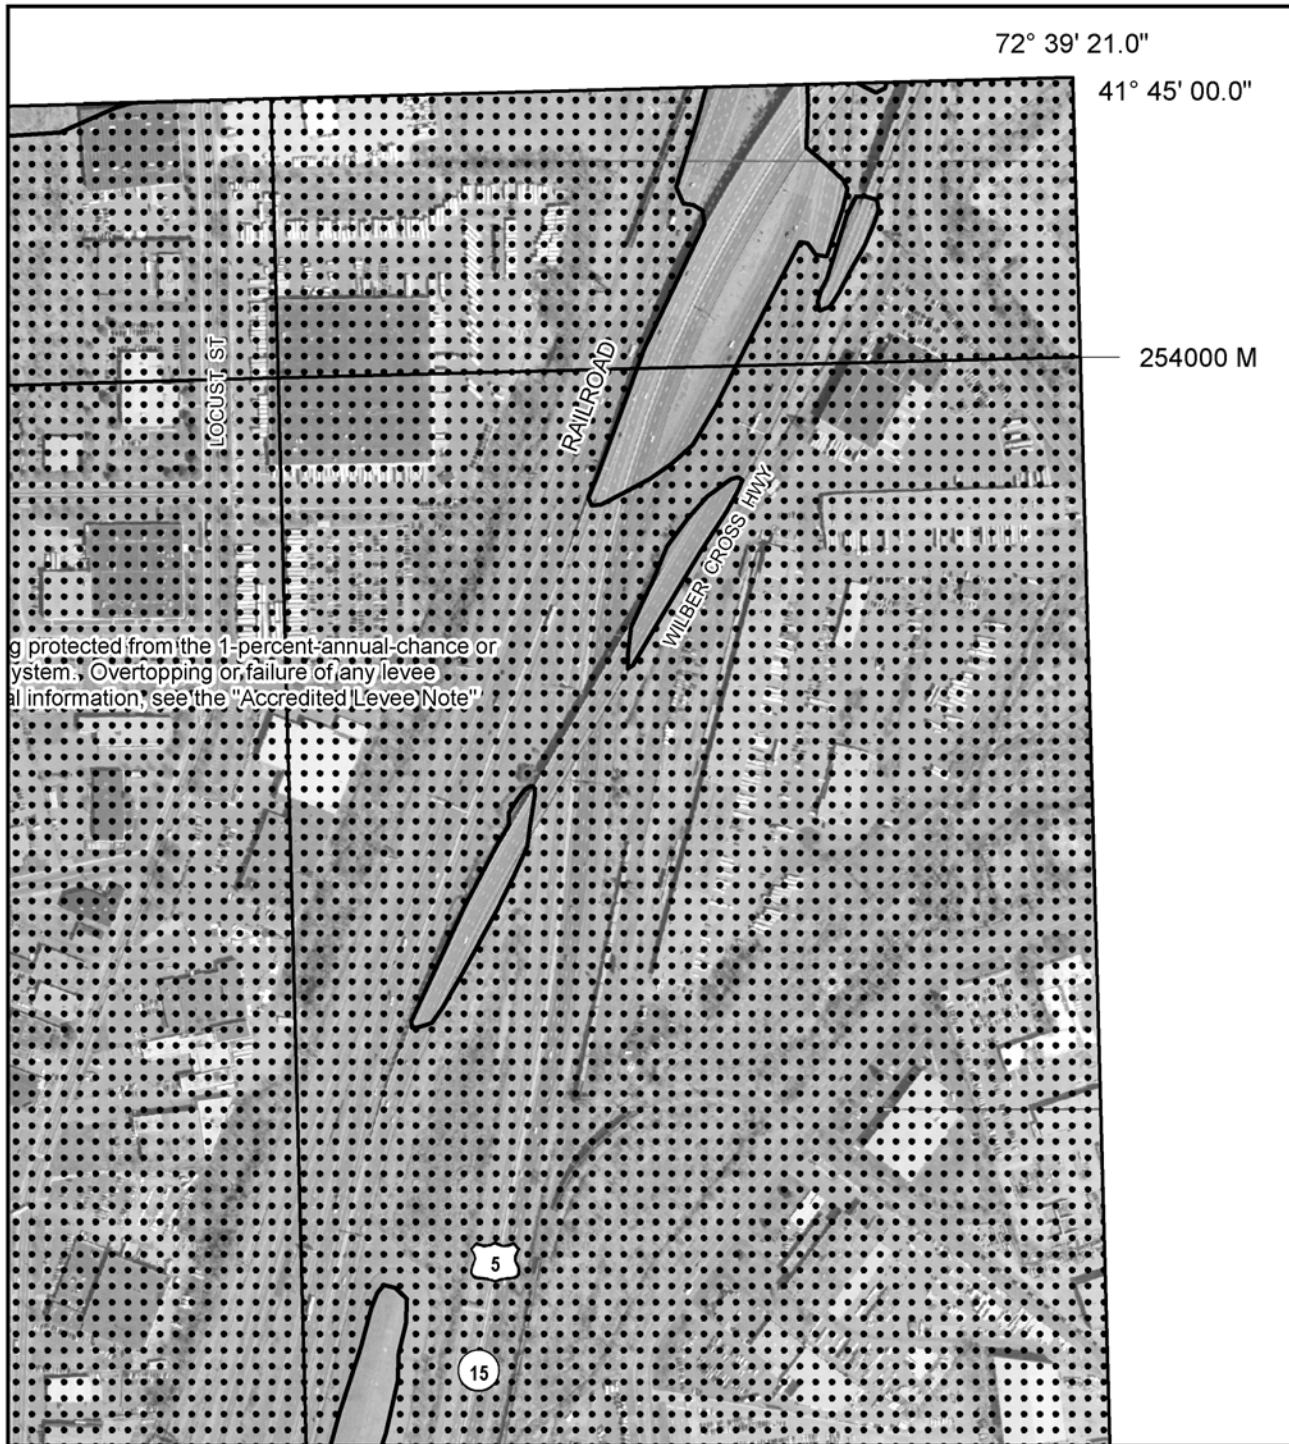 72° 39' 21.0"
41° 45' 00.0"
254000 M
LOCUST ST
RAILROAD
WILBER CROSS HWY
g protected from the 1-percent-annual-chance or
ystem. Overtopping or failure of any levee
al information, see the "Accredited Levee Note"
5
15